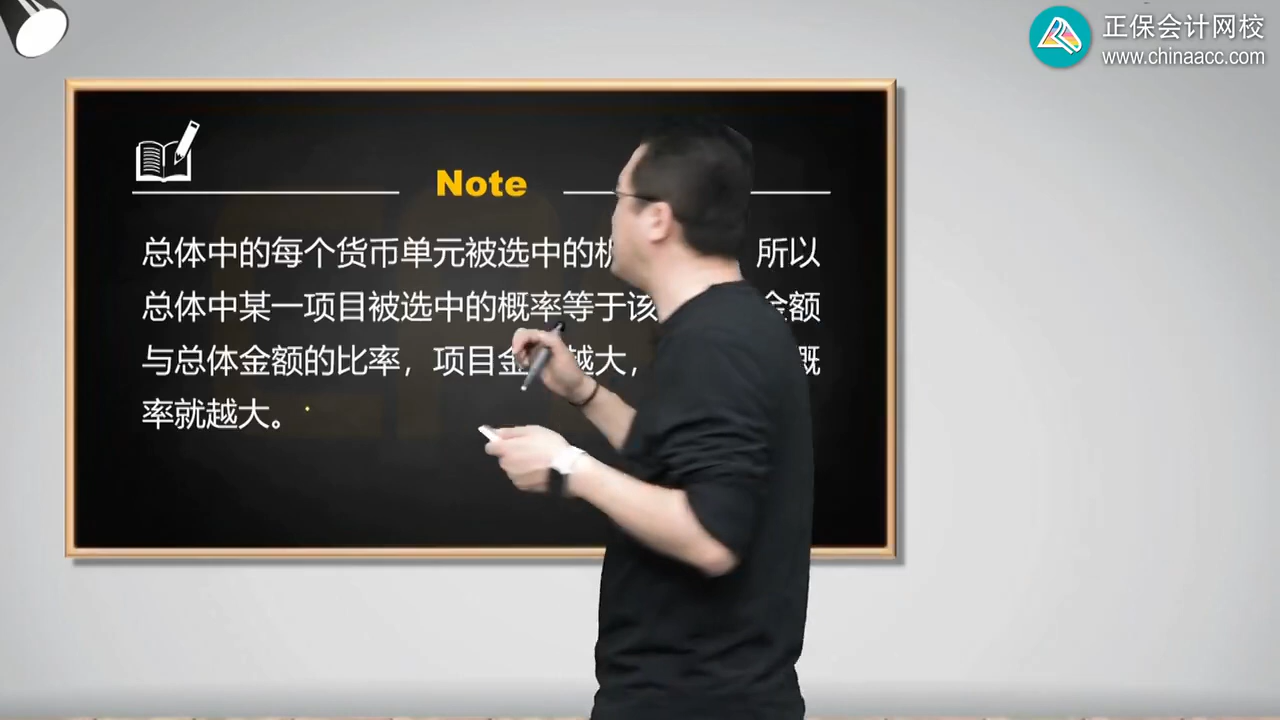 正保会计网校
www.chinaacc.com
Note
总体中的每个货币单元被选中的 所以
总体中某一项目被选中的概率等于该 金额
与总体金额的比率，项目金 越大， 概
率就越大。